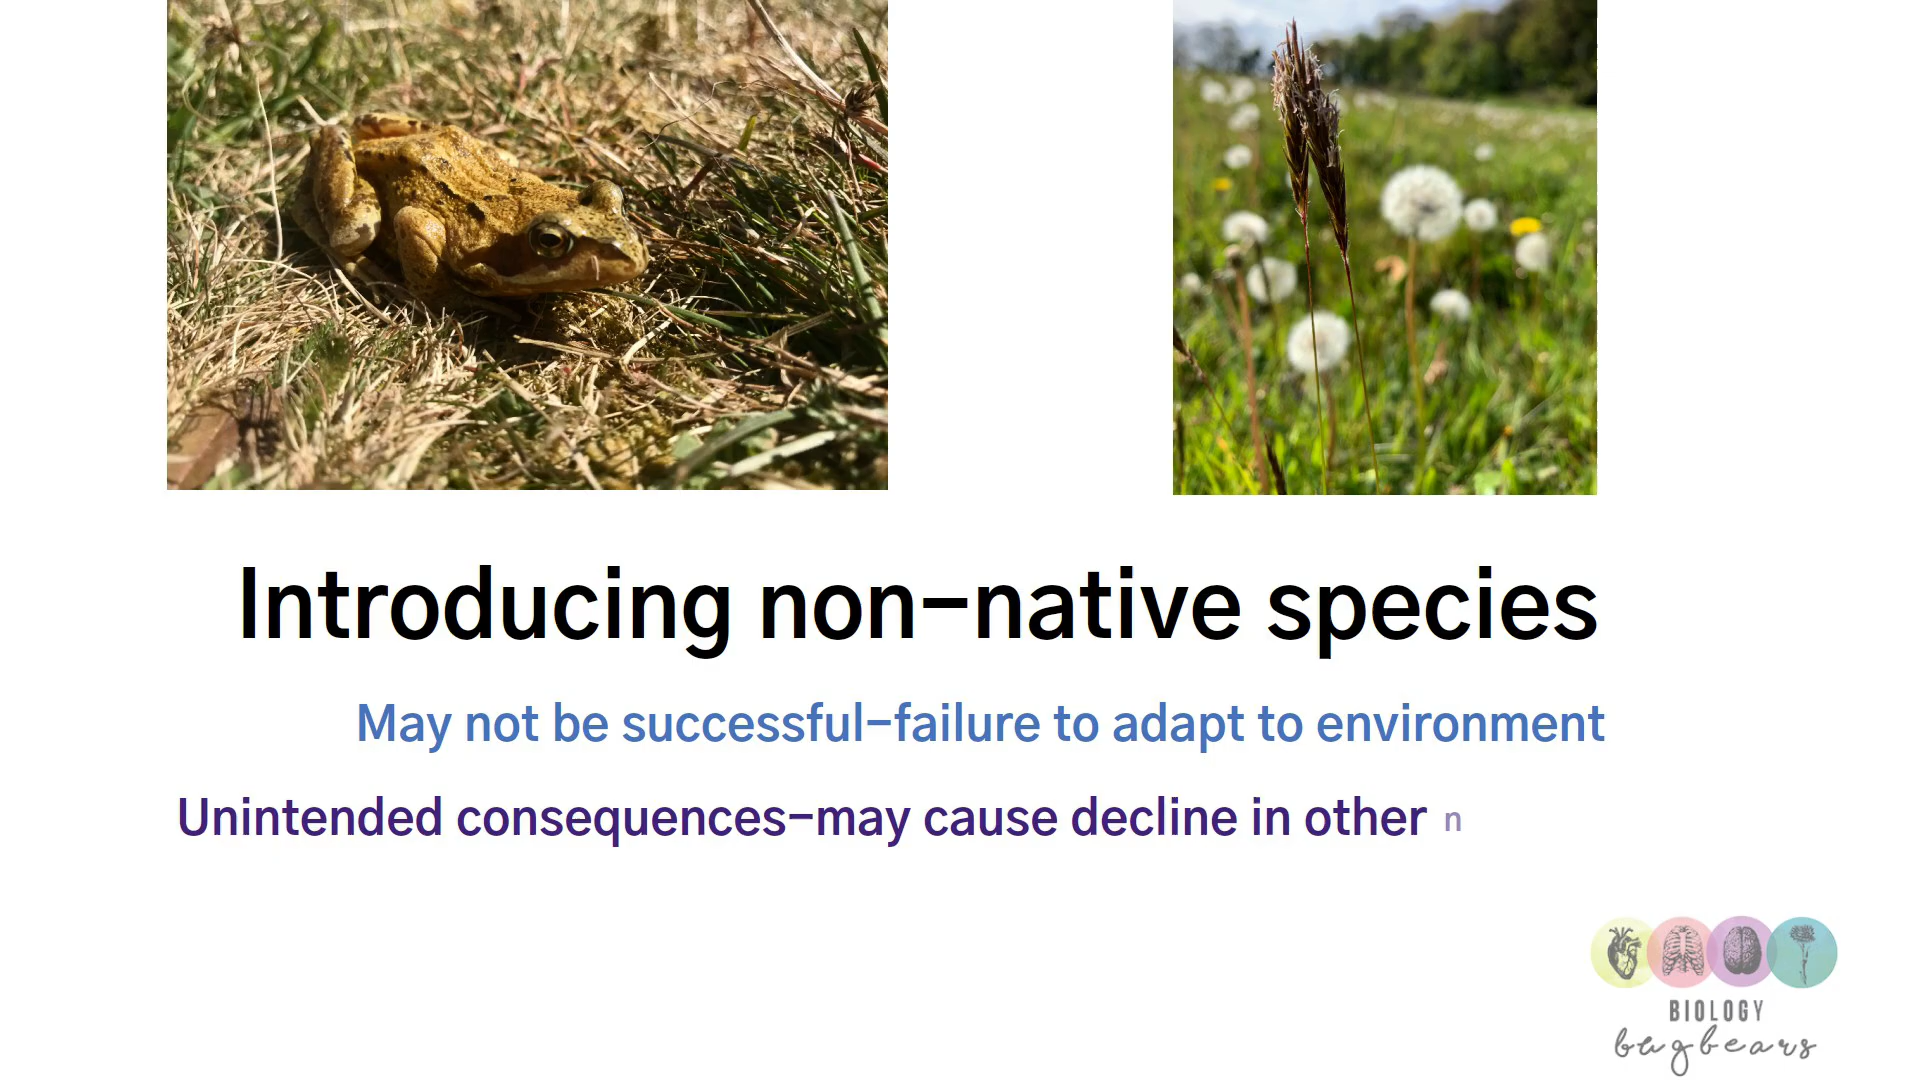 Introducing non-native species
May not be successful-failure to adapt to environment
Unintended consequences-may cause decline in other n
BIOLOGY
bugbears